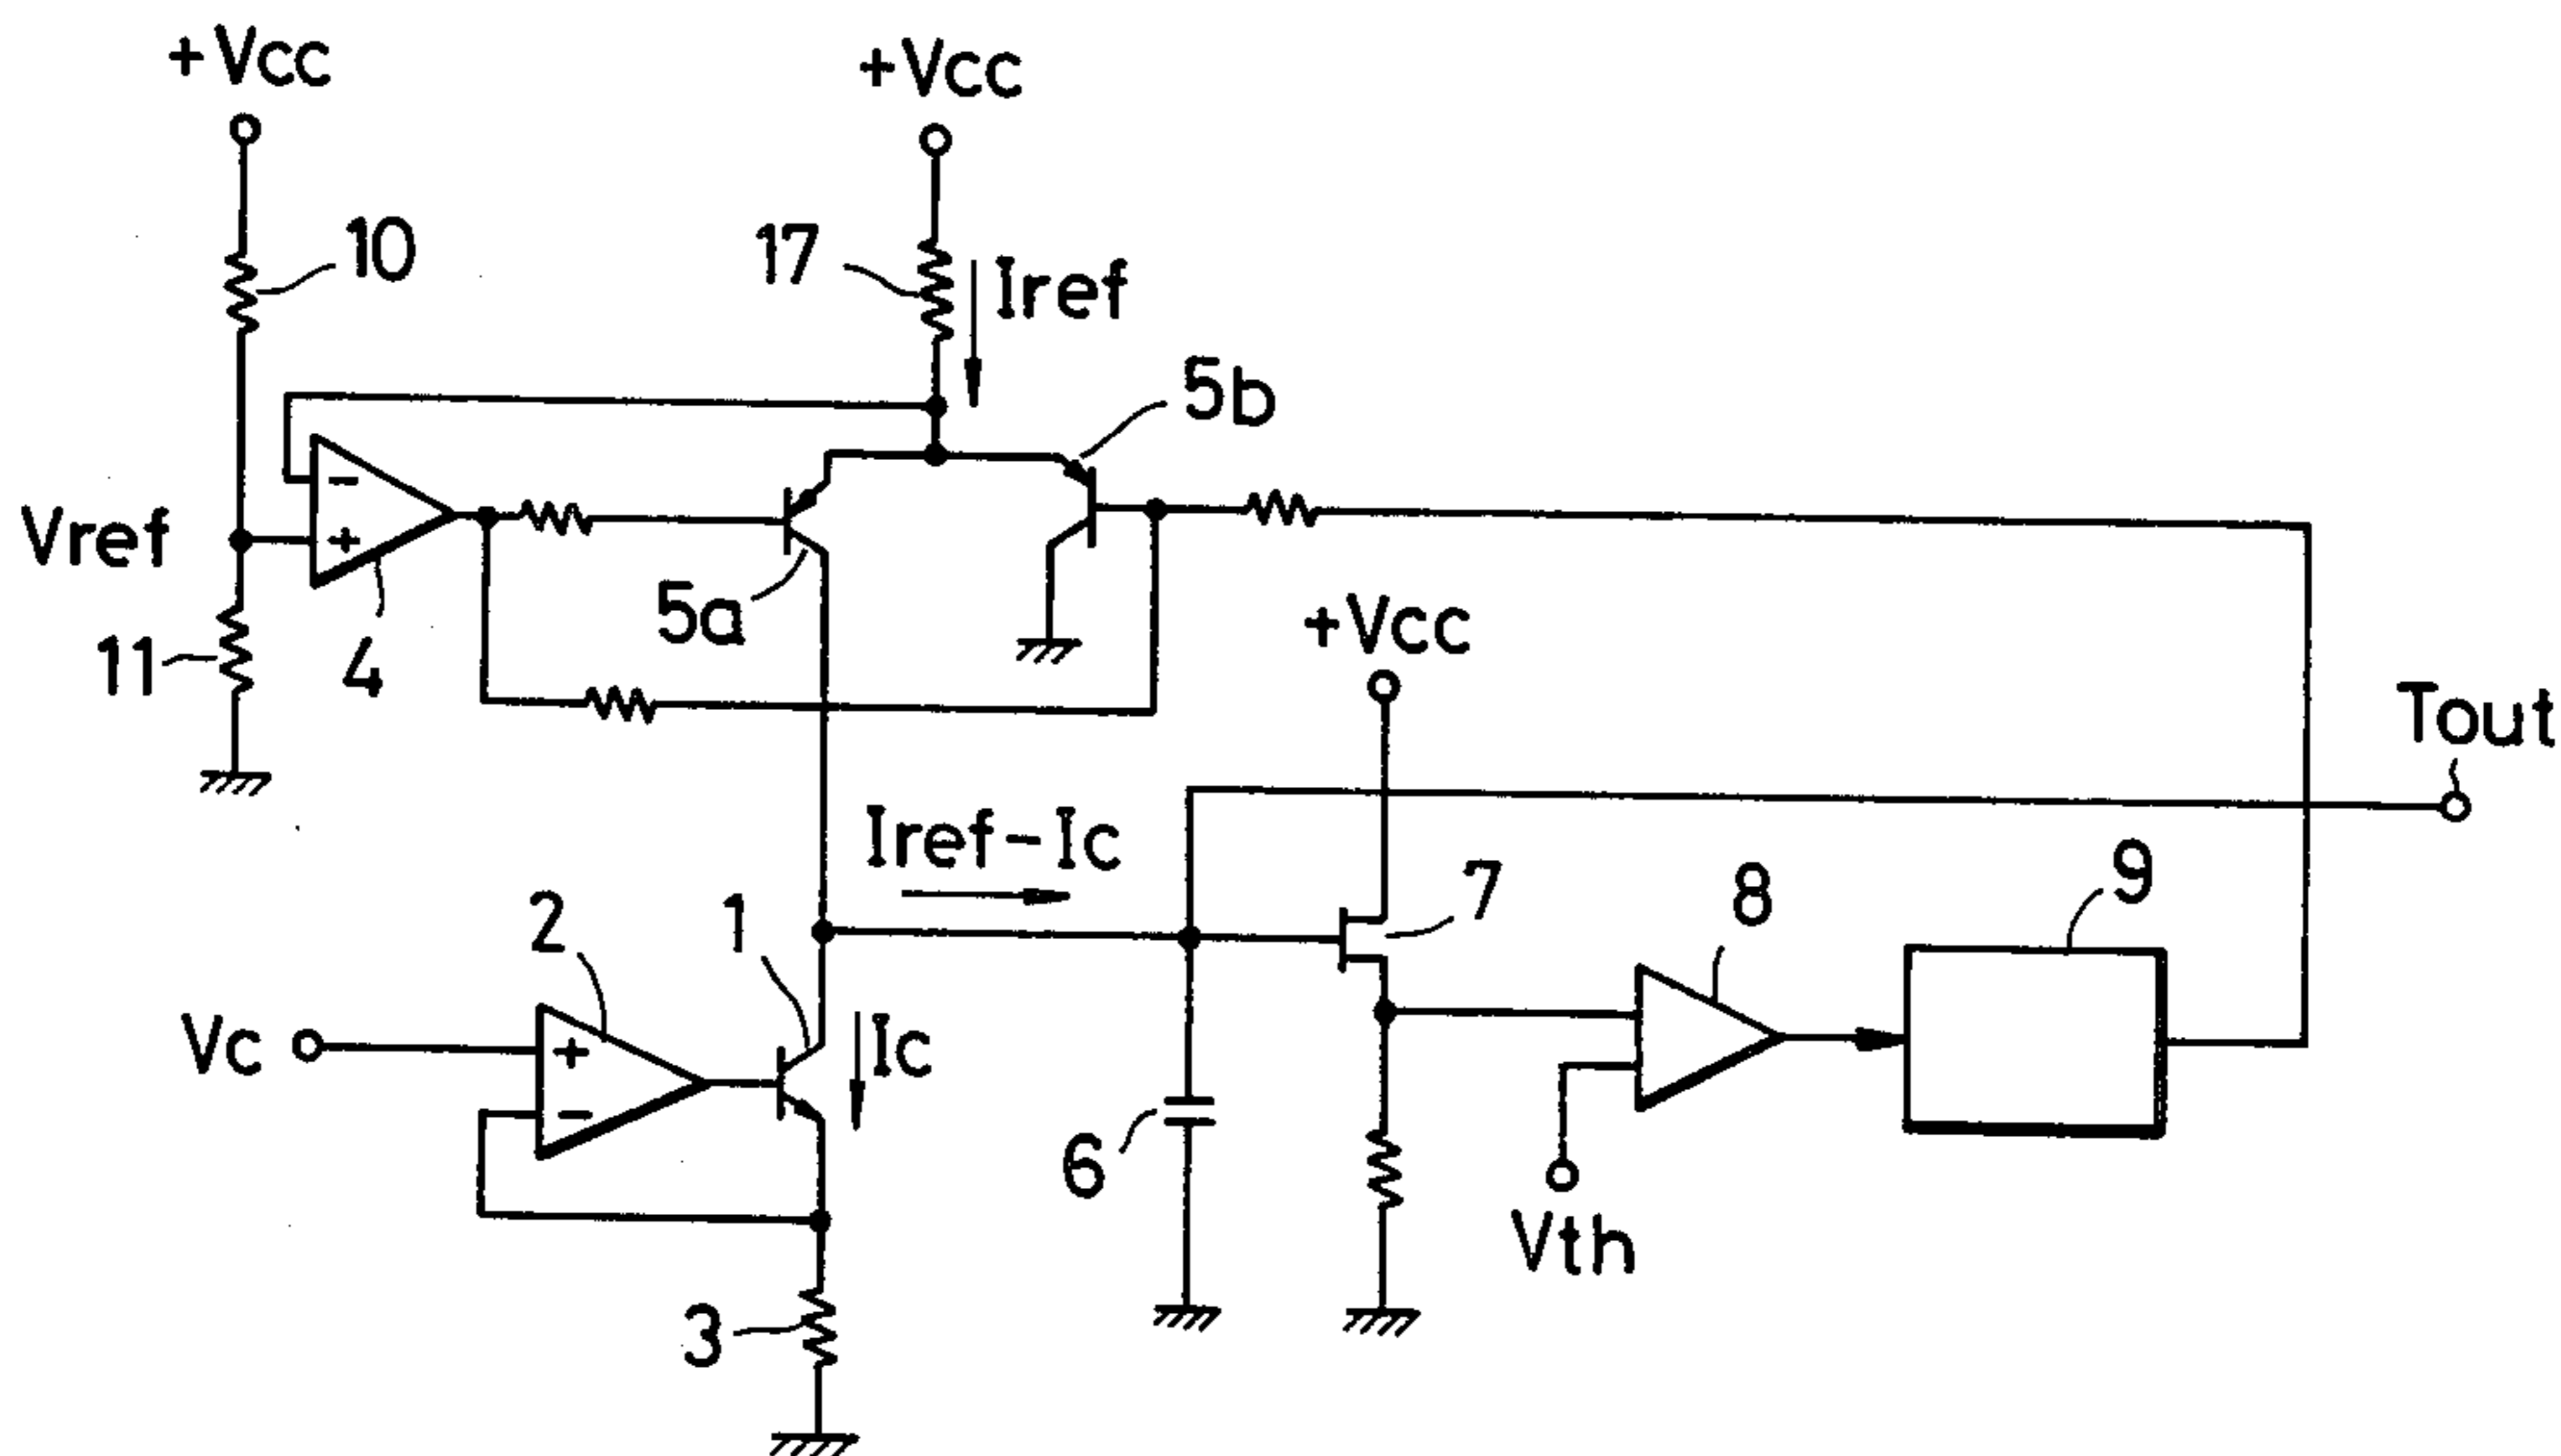 +Vcc
+Vcc
10
17
Iref
5b
-
+
Vref
5a
11
4
+Vcc
Tout
Iref-Ic
7
8
9
2
1
Vc
+
-
Ic
6
Vth
3